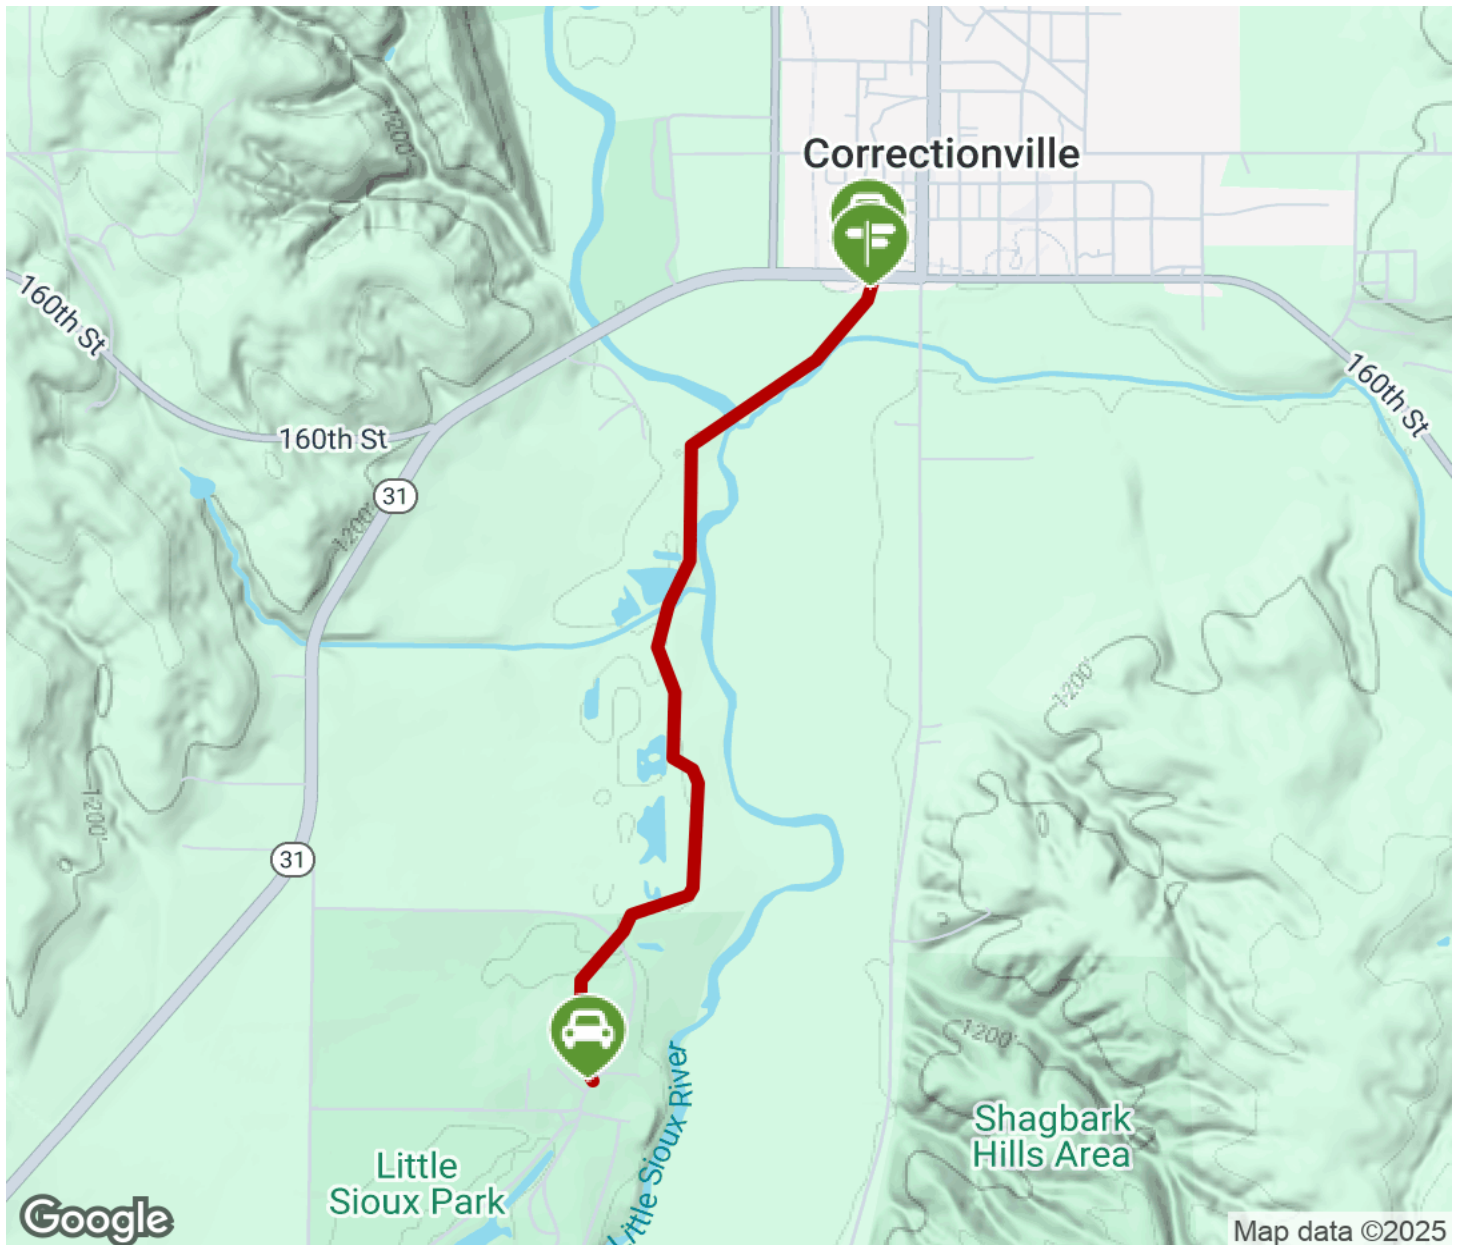 1200'
Correctionville
160th St
160th St
160th St
31
1200'
1200'
1200'
31
1200'
Little Sioux River
Shagbark
Hills Area
Little
Sioux Park
Google
Map data ©2025